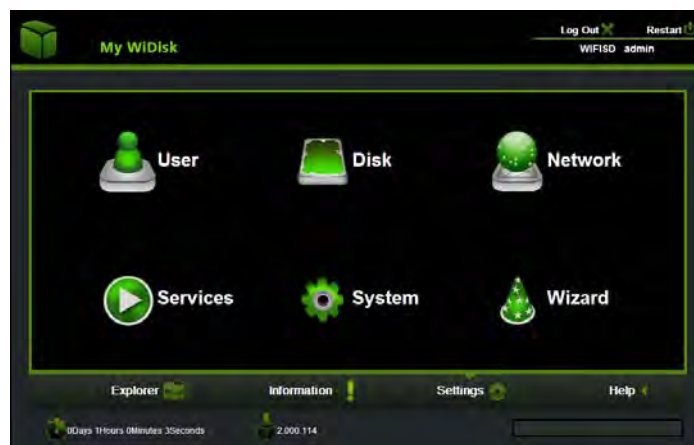 Log Out Restart
My WiDisk
WIFISD admin
User Disk Network
Services System Wizard
Explorer Information Settings Help
0Days 1Hours 0Minutes 3Seconds 2.000.114